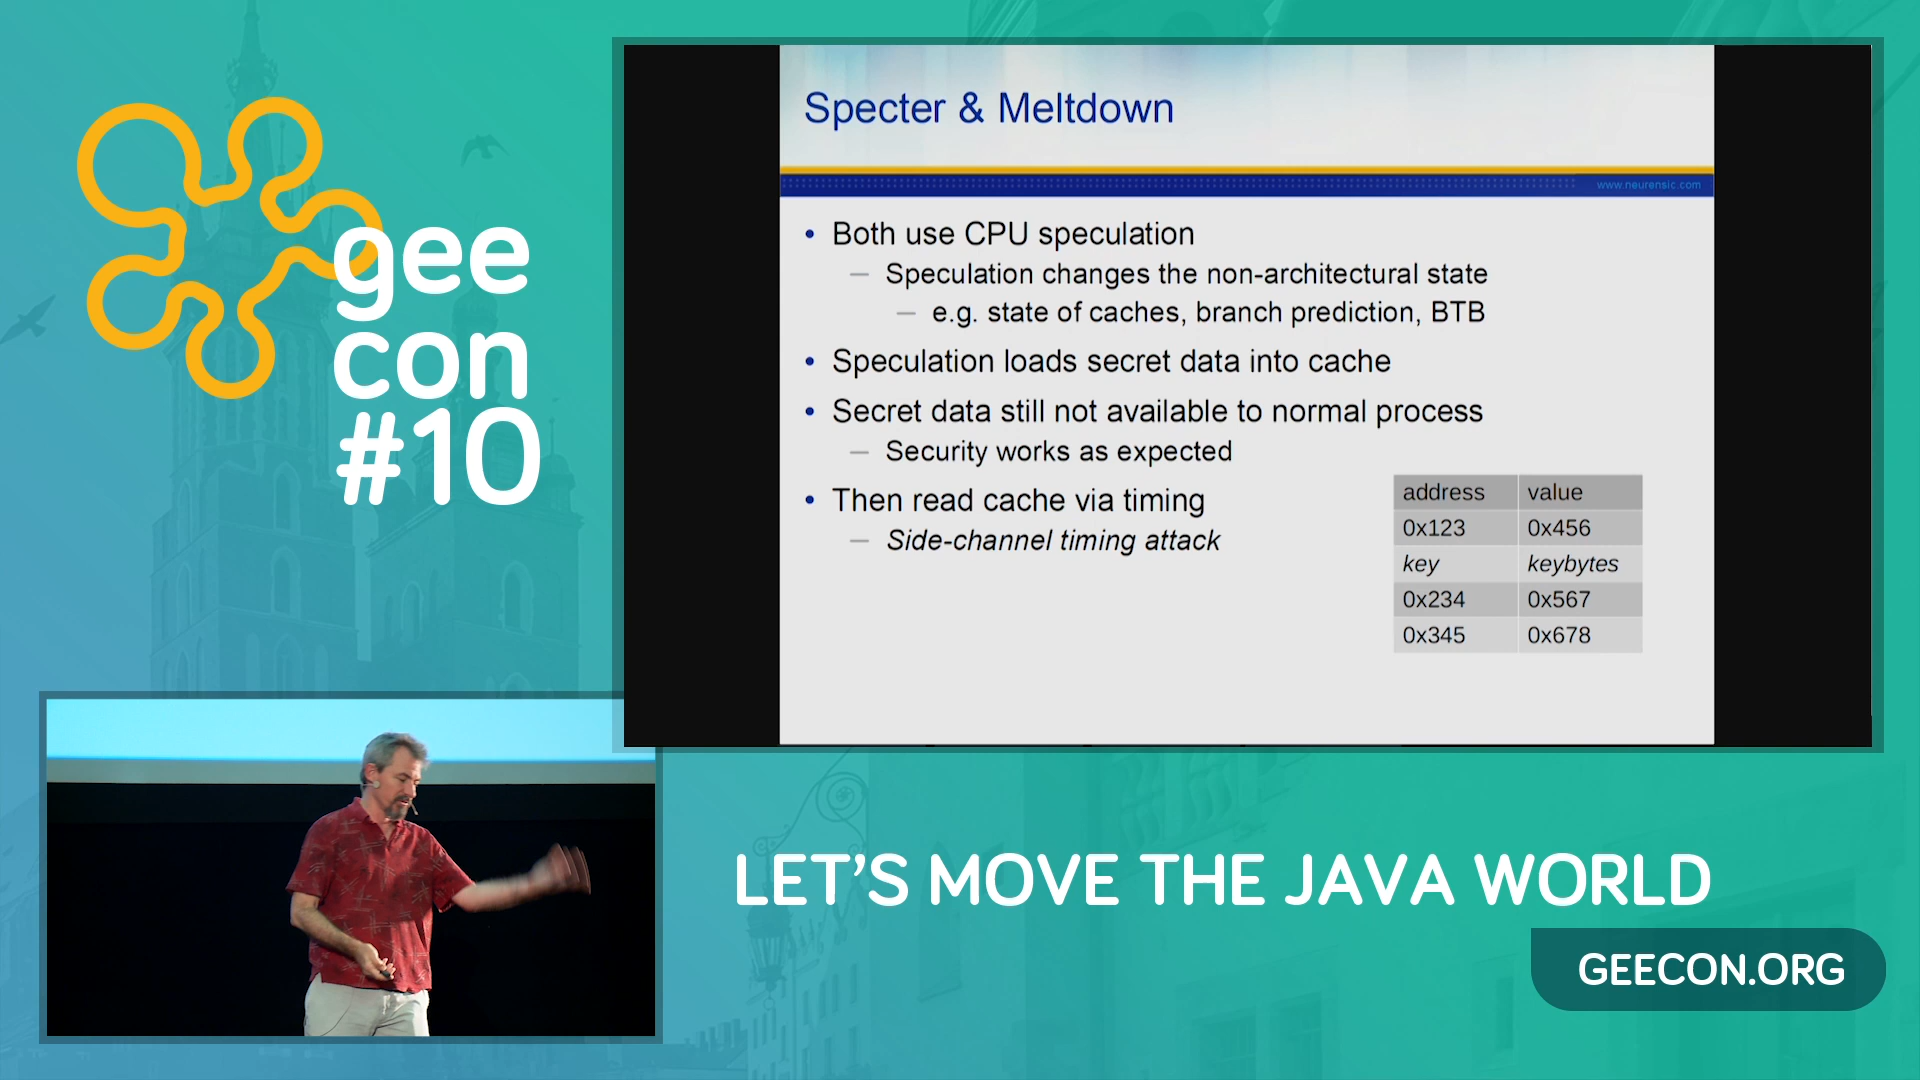 gee
con
#10
Specter & Meltdown
www.neurensic.com
• Both use CPU speculation
– Speculation changes the non-architectural state
– e.g. state of caches, branch prediction, BTB
• Speculation loads secret data into cache
• Secret data still not available to normal process
– Security works as expected
• Then read cache via timing
– Side-channel timing attack
address value
0x123 0x456
key keybytes
0x234 0x567
0x345 0x678
LET'S MOVE THE JAVA WORLD
GEECON.ORG